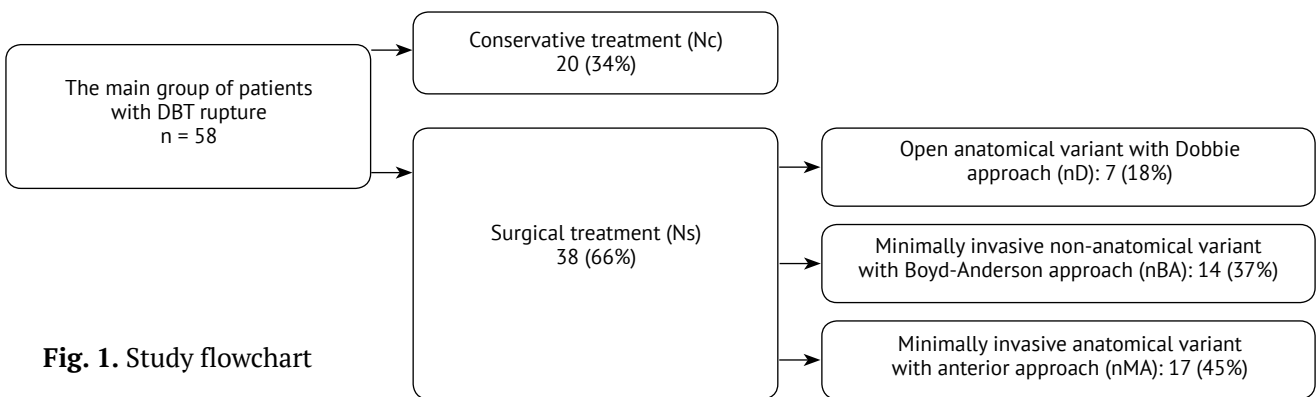 The main group of patients
with DBT rupture
n = 58
Conservative treatment (Nc)
20 (34%)
Surgical treatment (Ns)
38 (66%)
Open anatomical variant with Dobbie
approach (nD): 7 (18%)
Minimally invasive non-anatomical variant
with Boyd-Anderson approach (nBA): 14 (37%)
Minimally invasive anatomical variant
with anterior approach (nMA): 17 (45%)
Fig. 1. Study flowchart